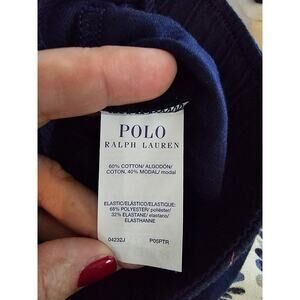 POLO
RALPH LAUREN
60% COTTON/ ALGODÓN/
COTON, 40% MODAL/ modal
ELASTIC/ELÁSTICO/ELASTIQUE:
68% POLYESTER/ poliéster/
32% ELASTANE/ elastano/
ELASTHANNE
04232J P05PTR